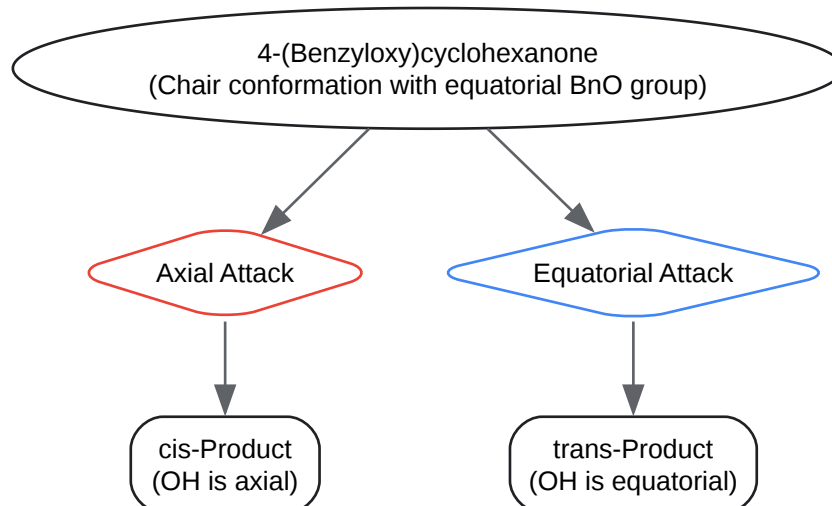 4-(Benzyloxy)cyclohexanone
(Chair conformation with equatorial BnO group)
Axial Attack
Equatorial Attack
cis-Product
(OH is axial)
trans-Product
(OH is equatorial)